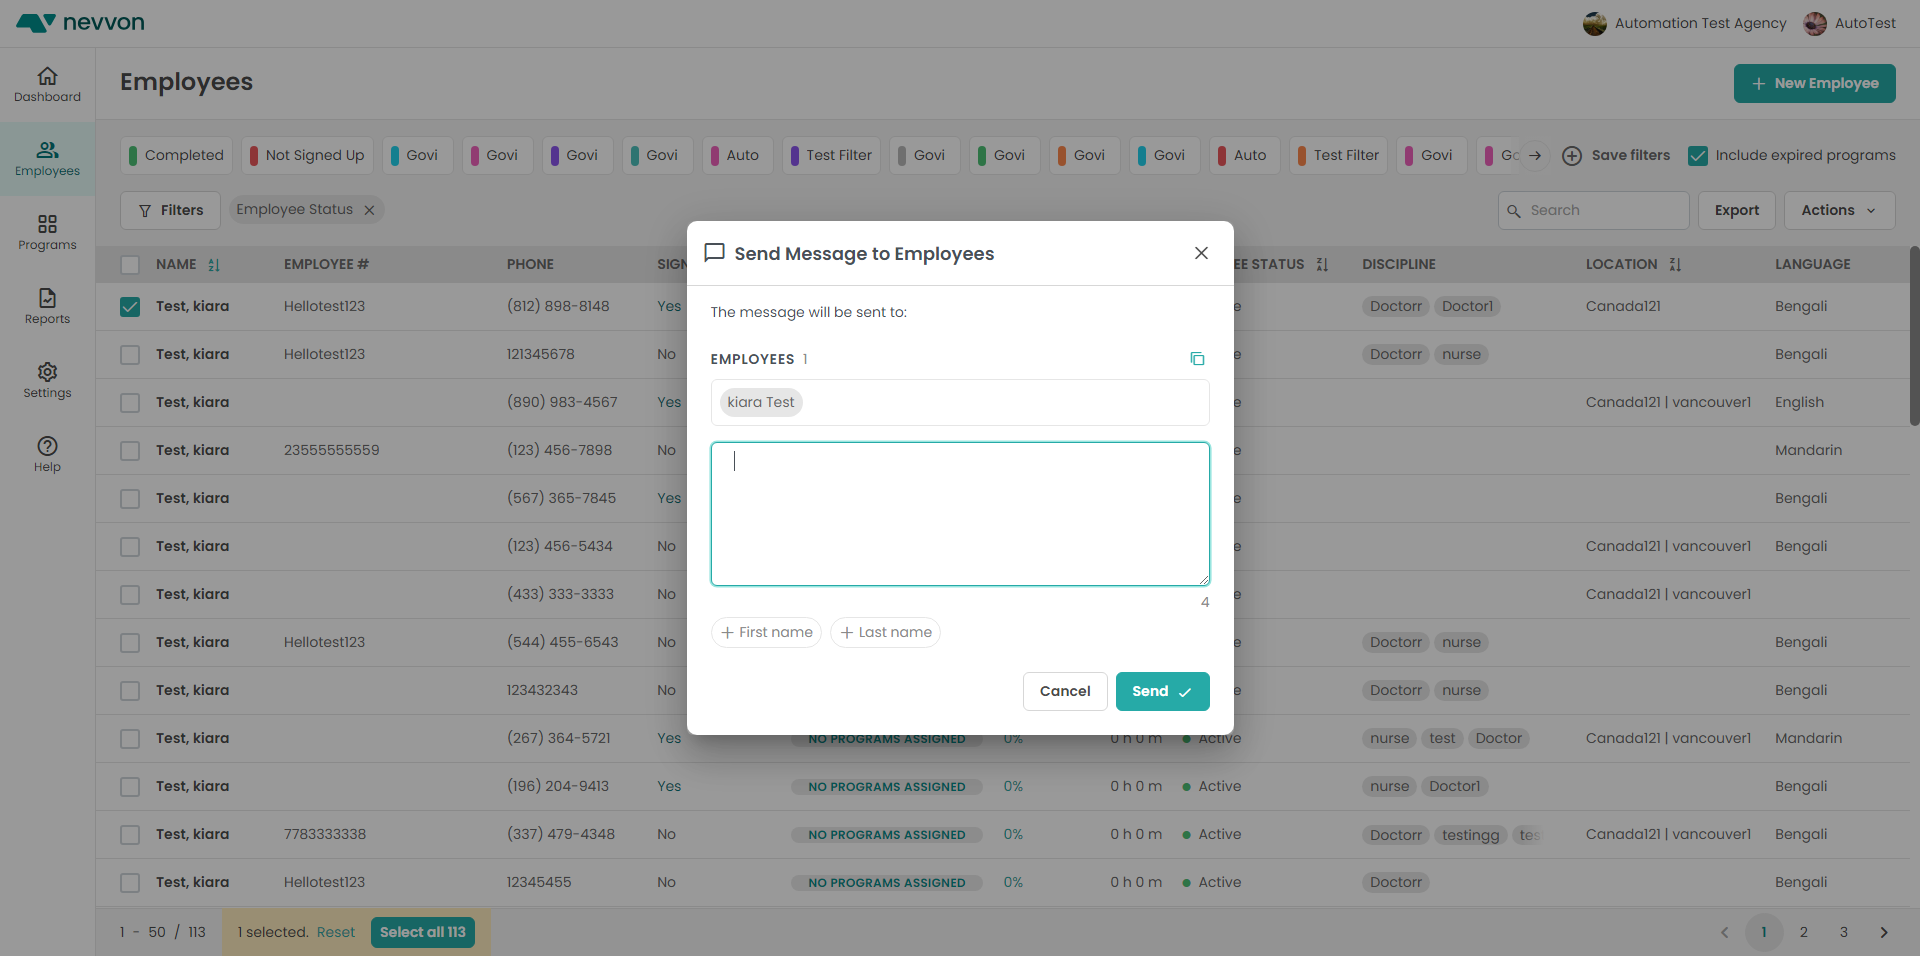 nevvon
Automation Test Agency
AutoTest
Dashboard
Employees
Programs
Reports
Settings
Help
Employees
New Employee
Completed Not Signed Up Govi Govi Govi Govi Auto Test Filter Govi Govi Govi Govi Auto Test Filter Govi
Save filters
Include expired programs
Filters
Employee Status
Search
Export
Actions
NAME EMPLOYEE # PHONE SIGN EE STATUS DISCIPLINE LOCATION LANGUAGE
Test, kiara Hellotest123 (812) 898-8148 Yes e Doctorr Doctor1 Canada121 Bengali
Test, kiara Hellotest123 121345678 No e Doctorr nurse Bengali
Test, kiara (890) 983-4567 Yes e Canada121 | vancouver1 English
Test, kiara 23555555559 (123) 456-7898 No e Mandarin
Test, kiara (567) 365-7845 Yes e Bengali
Test, kiara (123) 456-5434 No e Canada121 | vancouver1 Bengali
Test, kiara (433) 333-3333 No e Canada121 | vancouver1
Test, kiara Hellotest123 (544) 455-6543 No e Doctorr nurse Bengali
Test, kiara 123432343 No e Doctorr nurse Bengali
Test, kiara (267) 364-5721 Yes NO PROGRAMS ASSIGNED 0% 0 h 0 m Active nurse test Doctor Canada121 | vancouver1 Mandarin
Test, kiara (196) 204-9413 Yes NO PROGRAMS ASSIGNED 0% 0 h 0 m Active nurse Doctor1 Bengali
Test, kiara 7783333338 (337) 479-4348 No NO PROGRAMS ASSIGNED 0% 0 h 0 m Active Doctorr testingg Canada121 | vancouver1 Bengali
Test, kiara Hellotest123 12345455 No NO PROGRAMS ASSIGNED 0% 0 h 0 m Active Doctorr Bengali
Send Message to Employees
The message will be sent to:
EMPLOYEES 1
kiara Test
4
First name
Last name
Cancel
Send
1 - 50 / 113
1 selected. Reset
Select all 113
1 2 3